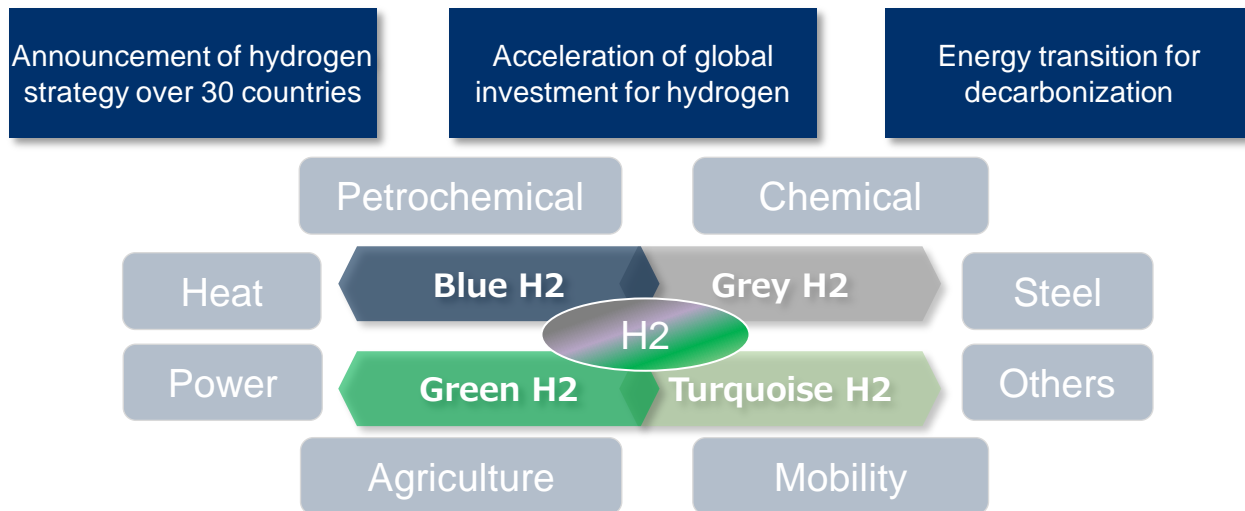 Announcement of hydrogen
strategy over 30 countries
Acceleration of global
investment for hydrogen
Energy transition for
decarbonization
Petrochemical
Chemical
Heat
Blue H2
Grey H2
Steel
H2
Power
Green H2
Turquoise H2
Others
Agriculture
Mobility